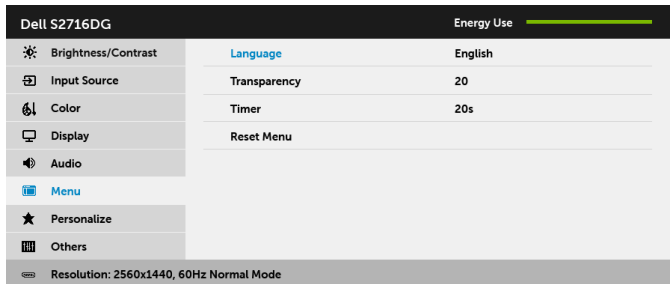 Dell S2716DG Energy Use
Brightness/Contrast Language English
Input Source Transparency 20
Color Timer 20s
Display Reset Menu
Audio
Menu
Personalize
Others
Resolution: 2560x1440, 60Hz Normal Mode